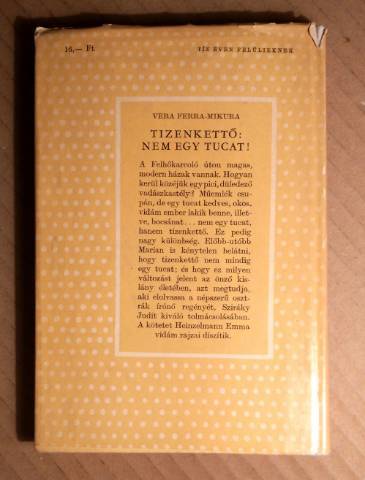 16,— Ft
TÍZ ÉVEN FELÜLIEKNEK
VERA FERRA-MIKURA
TIZENKETTŐ:
NEM EGY TUCAT!
A Felhőkarcoló úton magas,
modern házak vannak. Hogyan
kerül közéjük egy pici, düledező
vadászkastély? Műemlék csu-
pán, de egy tucat kedves, okos,
vidám ember lakik benne, illet-
ve, bocsánat... nem egy tucat,
hanem tizenkettő. Ez pedig
nagy különbség. Előbb-utóbb
Marian is kénytelen belátni,
hogy tizenkettő nem mindig
egy tucat; és hogy ez milyen
változást jelent az önző kis-
lány életében, azt megtudja,
aki elolvassa a népszerű oszt-
rák írónő regényét, Sziráky
Judit kiváló tolmácsolásában.
A kötetet Heinzelmann Emma
vidám rajzai díszítik.